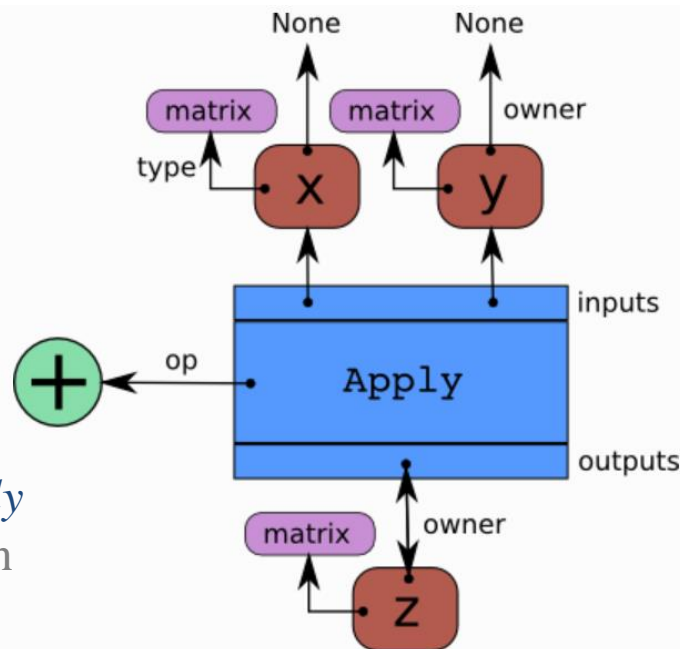 None None
matrix matrix owner
type x y
inputs
op
+ Apply
outputs
owner
matrix
z